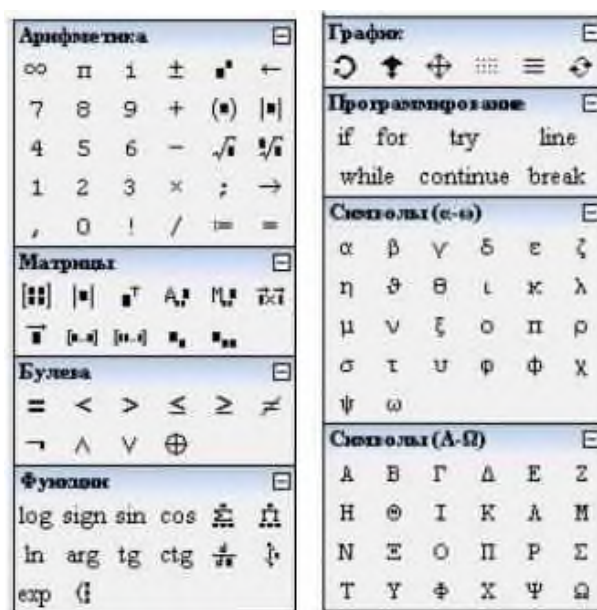 Арифметика
∞ π i ± ←
7 8 9 + (■) |■|
4 5 6 - √■
1 2 3 × ; →
, 0 ! / := =
Матрицы
Булева
= < > ≤ ≥ ≠
¬ ∧ ∨ ⊕
Функции
log sign sin cos
ln arg tg ctg
exp
График
Программирование
if for try line
while continue break
Символы (α-ω)
α β γ δ ε ζ
η ϑ θ ι κ λ
μ ν ξ ο π ρ
σ τ υ φ ϕ χ
ψ ω
Символы (Α-Ω)
Α Β Γ Δ Ε Ζ
Η Θ Ι Κ Λ Μ
Ν Ξ Ο Π Ρ Σ
Τ Υ Φ Χ Ψ Ω